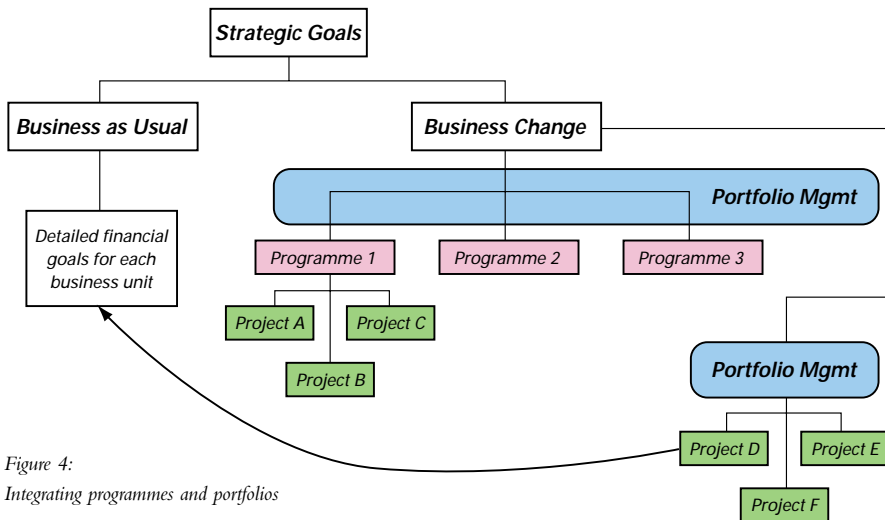 Strategic Goals
Business as Usual
Business Change
Portfolio Mgmt
Detailed financial
goals for each
business unit
Programme 1
Programme 2
Programme 3
Project A
Project C
Project B
Portfolio Mgmt
Project D
Project E
Project F
Figure 4:
Integrating programmes and portfolios